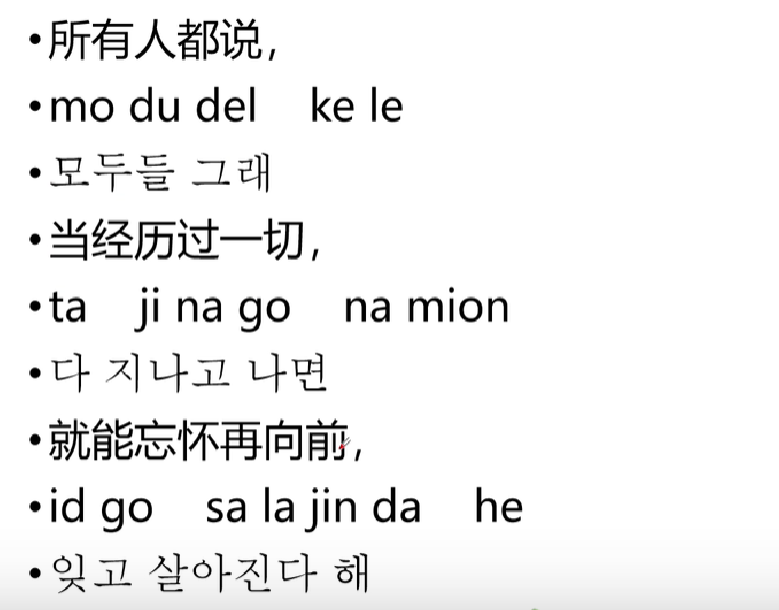 •所有人都说，
•mo du del ke le
•모두들 그래
•当经历过一切，
•ta ji na go na mion
•다 지나고 나면
•就能忘怀再向前，
•id go sa la jin da he
•잊고 살아진다 해